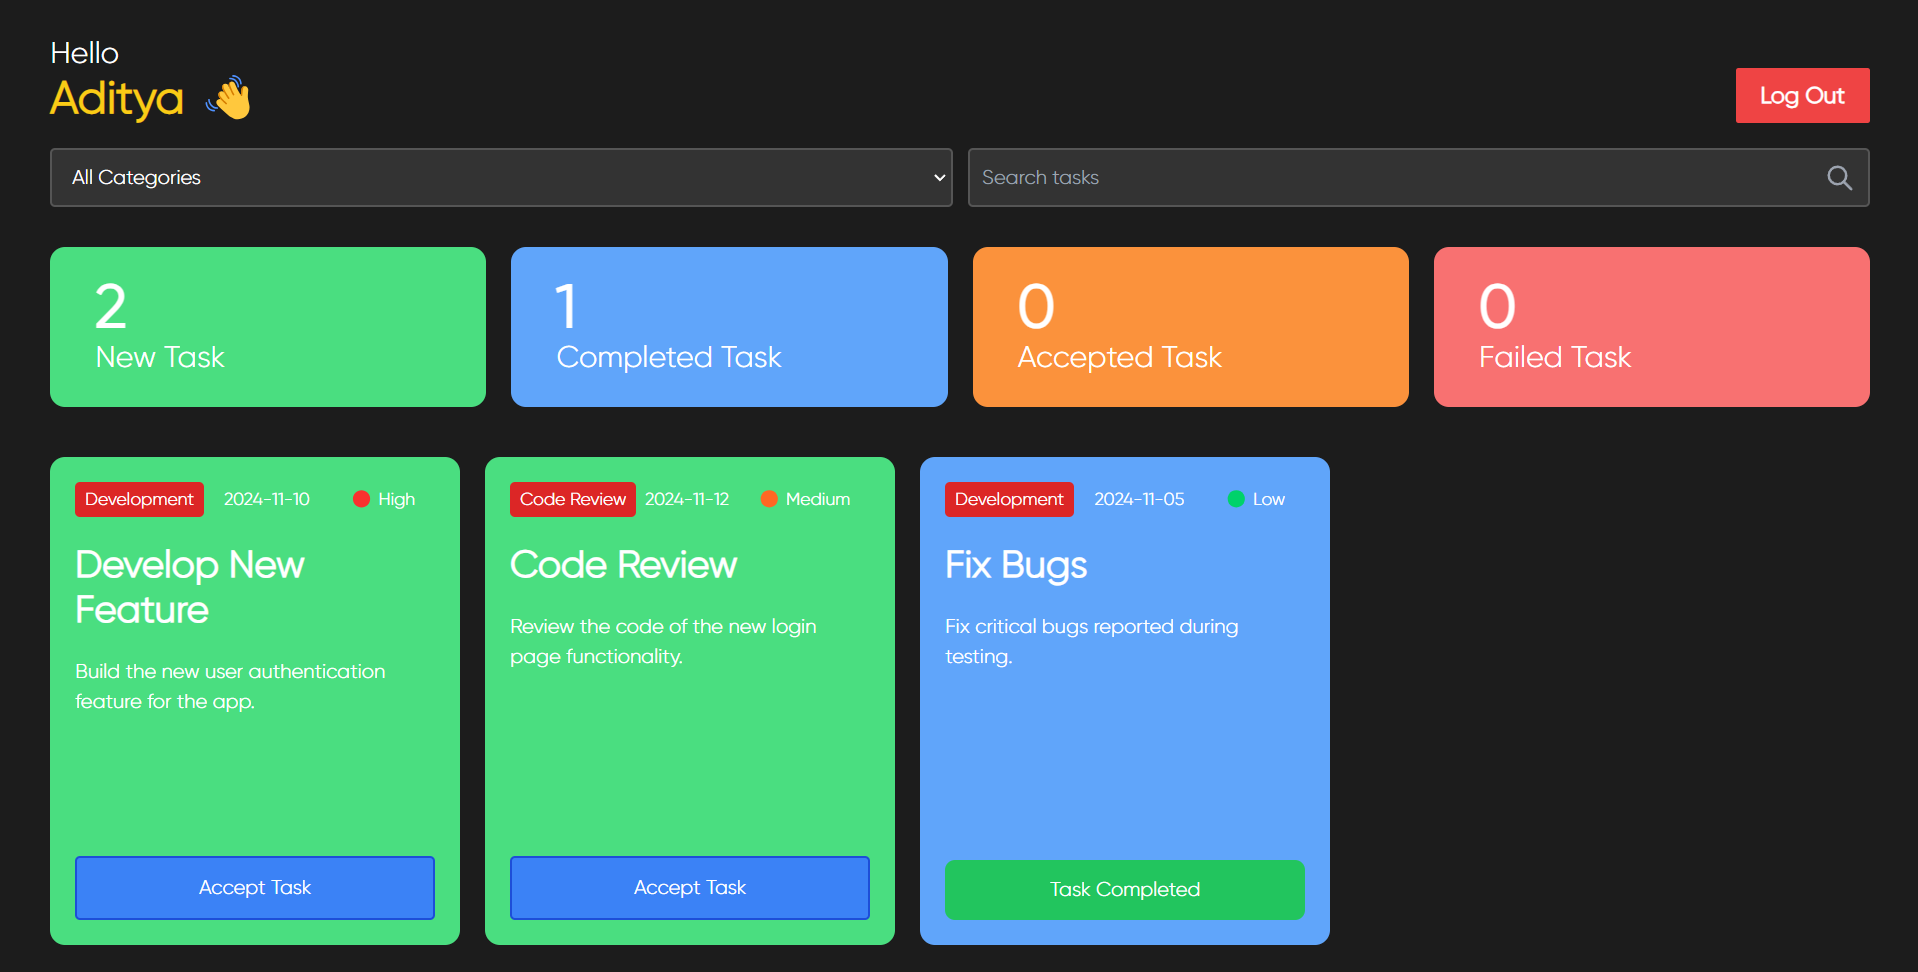 Hello
Aditya 👋
Log Out
All Categories
Search tasks
2
New Task
1
Completed Task
0
Accepted Task
0
Failed Task
Development 2024-11-10 High
Develop New
Feature
Build the new user authentication
feature for the app.
Accept Task
Code Review 2024-11-12 Medium
Code Review
Review the code of the new login
page functionality.
Accept Task
Development 2024-11-05 Low
Fix Bugs
Fix critical bugs reported during
testing.
Task Completed